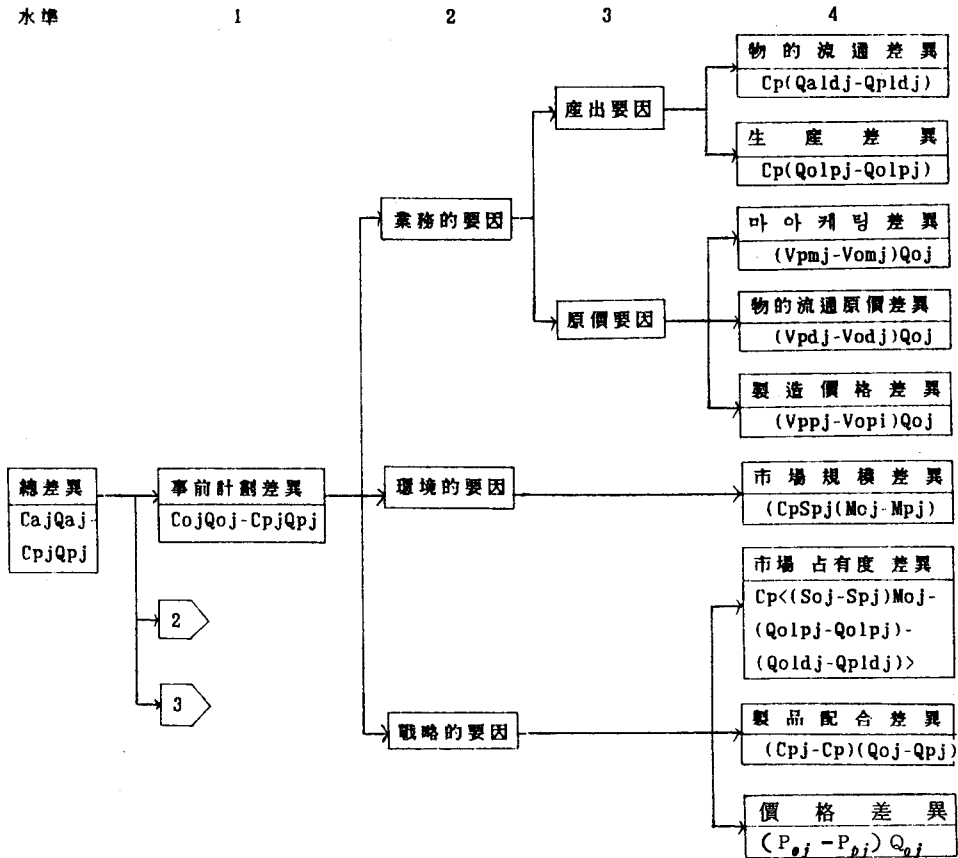 水準 1 2 3 4
物的流通差異
Cp(Qaldj-Qpldj)
産出要因
生産差異
Cp(Qolpj-Qolpj)
業務的要因
마아케팅差異
(Vpmj-Vomj)Qoj
原價要因
物的流通原價差異
(Vpdj-Vodj)Qoj
製造價格差異
(Vppj-Vopi)Qoj
總差異
CajQaj-
CpjQpj
事前計劃差異
CojQoj-CpjQpj
環境的要因
市場規模差異
(CpSpj(Moj-Mpj)
市場占有度差異
Cp<(Soj-Spj)Moj-
(Qolpj-Qolpj)-
(Qoldj-Qpldj)>
2
3
戰略的要因
製品配合差異
(Cpj-Cp)(Qoj-Qpj)
價格差異
(Poj-Ppj)Qoj